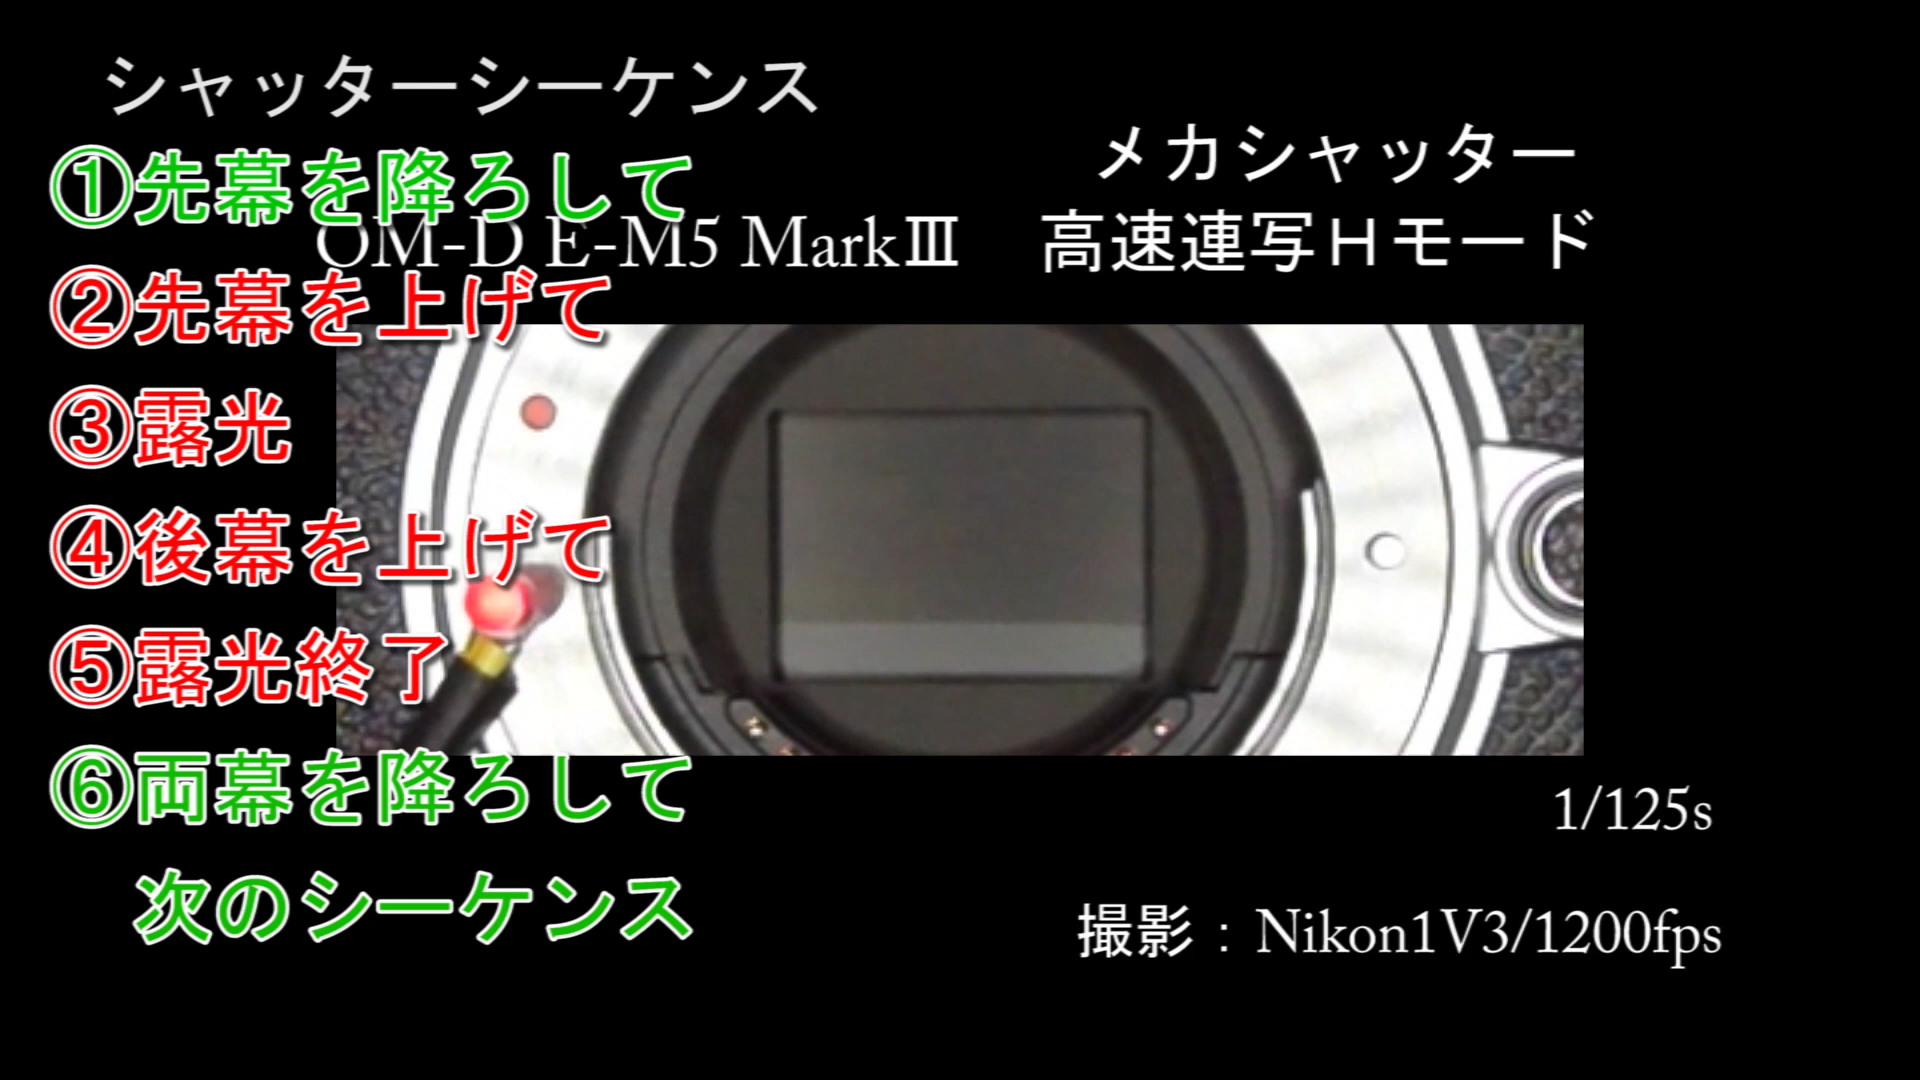 シャッターシーケンス
①先幕を降ろして
②先幕を上げて
③露光
④後幕を上げて
⑤露光終了
⑥両幕を降ろして
次のシーケンス
メカシャッター
OM-D E-M5 MarkⅢ 高速連写Hモード
1/125s
撮影：Nikon1V3/1200fps